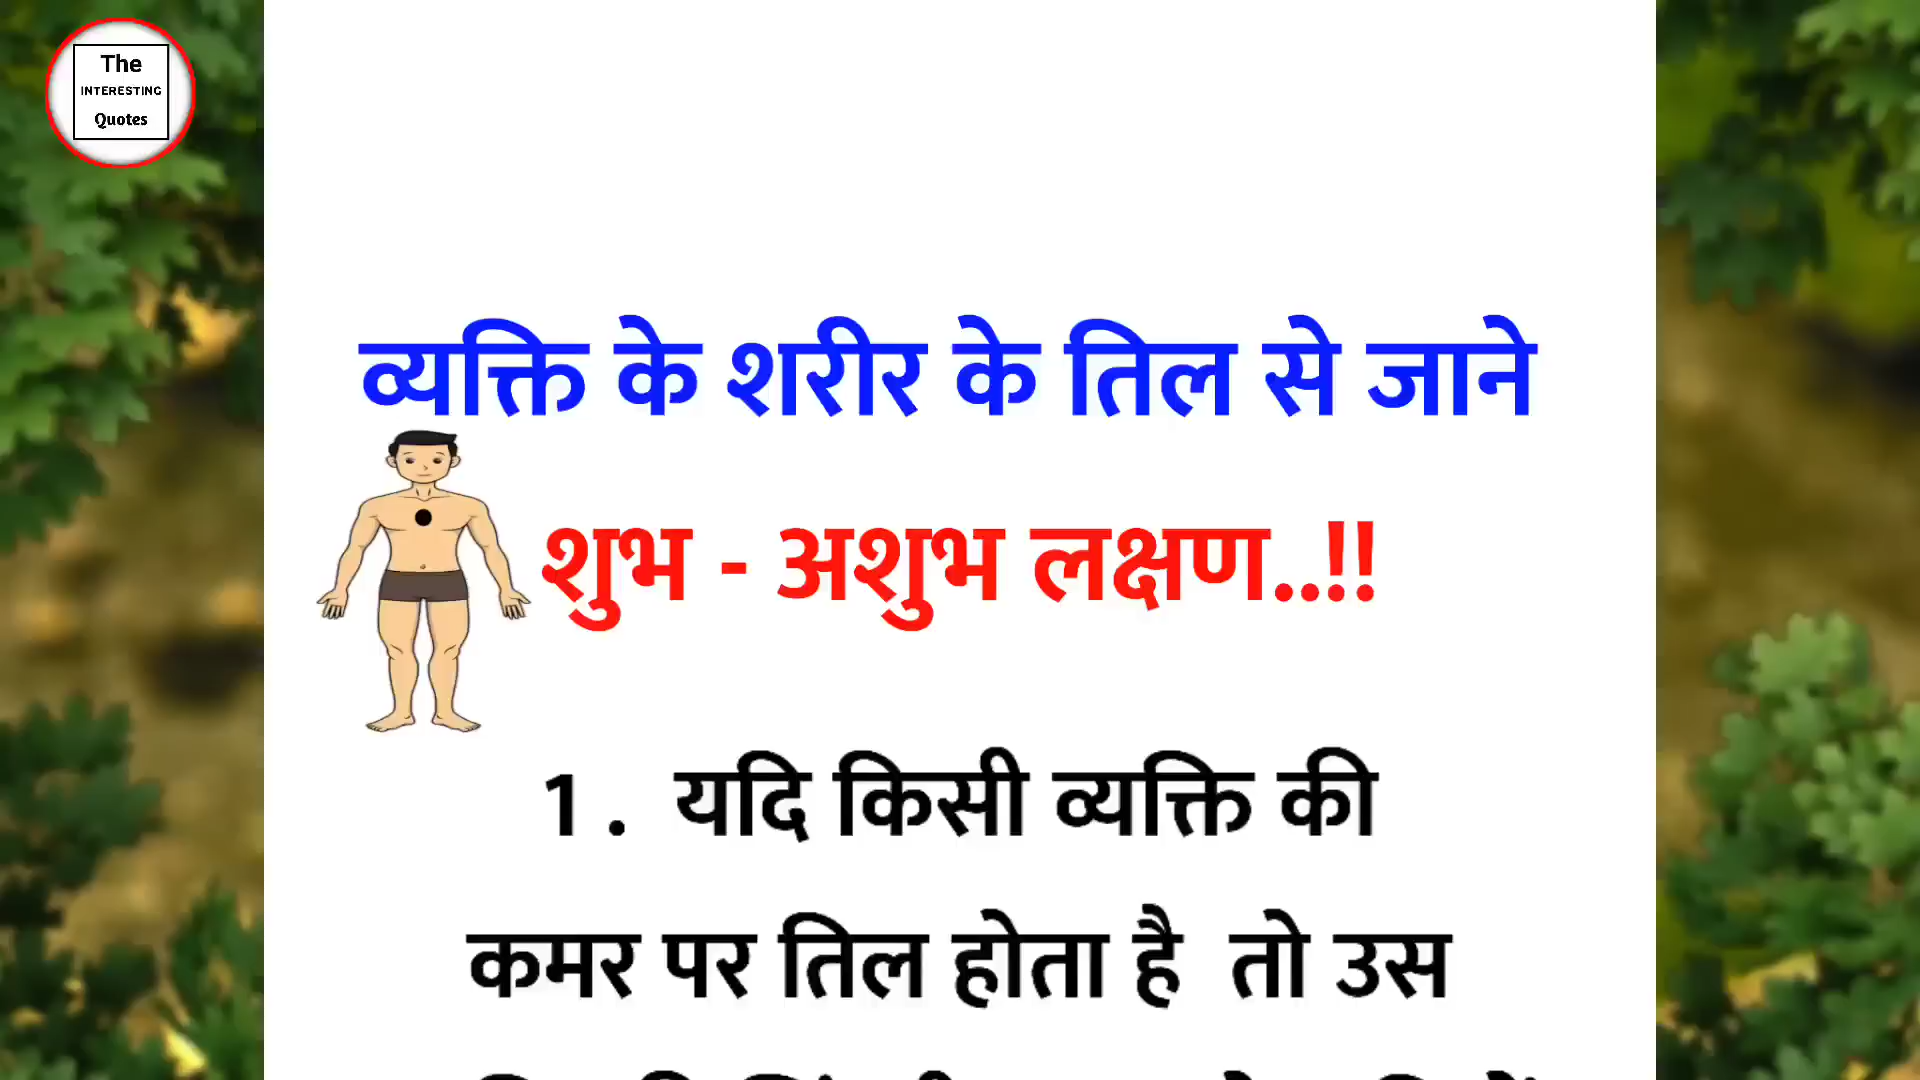 The
INTERESTING
Quotes
व्यक्ति के शरीर के तिल से जाने
शुभ - अशुभ लक्षण..!!
1 . यदि किसी व्यक्ति की
कमर पर तिल होता है तो उस